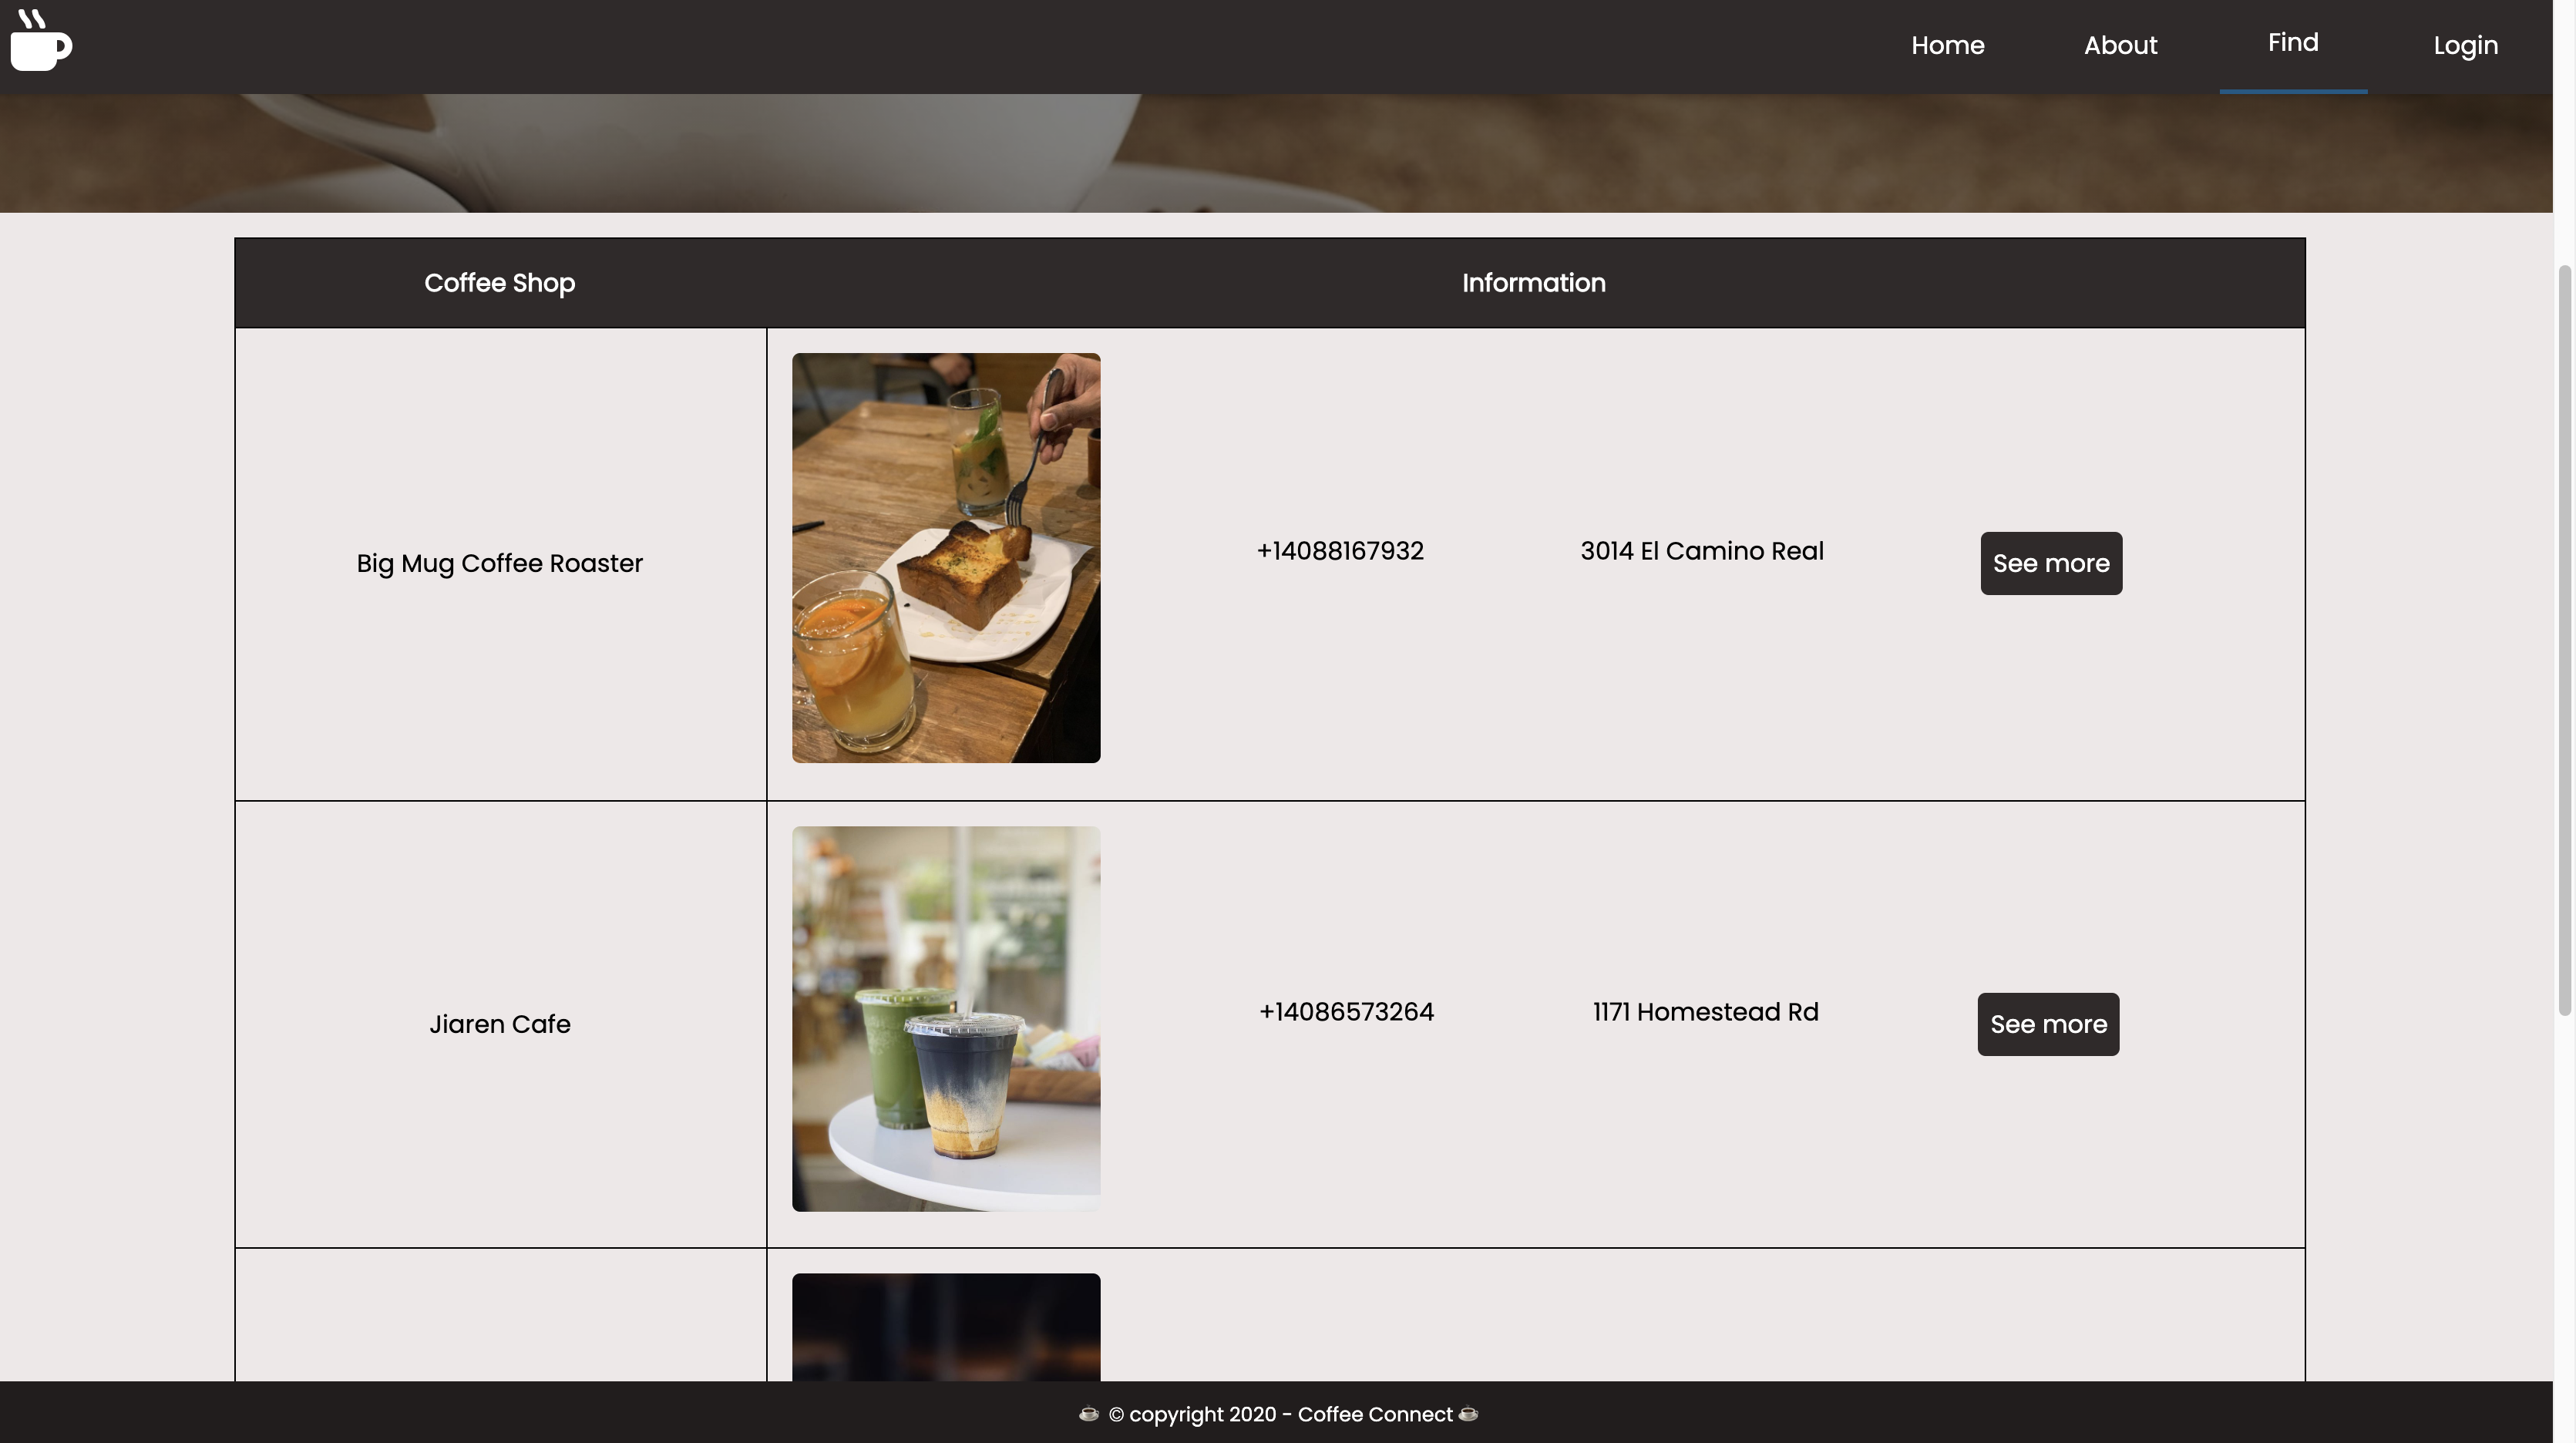 Home About Find Login
Coffee Shop Information
Big Mug Coffee Roaster +14088167932 3014 El Camino Real See more
Jiaren Cafe +14086573264 1171 Homestead Rd See more
☕ © copyright 2020 - Coffee Connect ☕